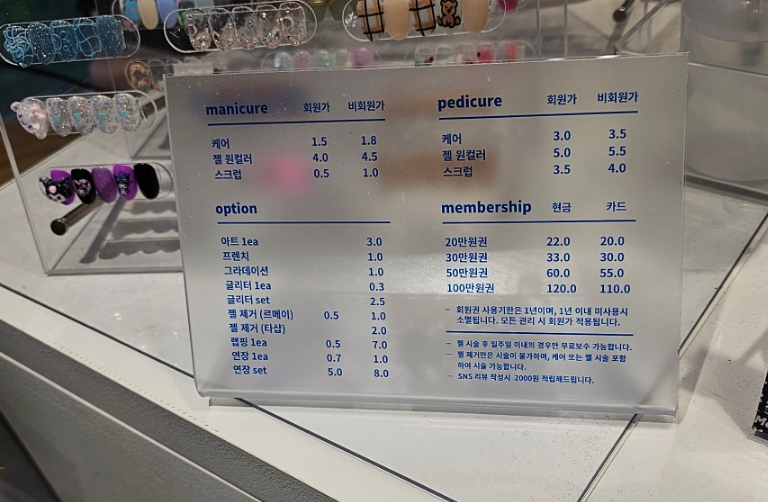 manicure 회원가 비회원가
케어 1.5 1.8
젤 원컬러 4.0 4.5
스크럽 0.5 1.0
pedicure 회원가 비회원가
케어 3.0 3.5
젤 원컬러 5.0 5.5
스크럽 3.5 4.0
option
아트 1ea 3.0
프렌치 1.0
그라데이션 1.0
글리터 1ea 0.3
글리터 set 2.5
젤 제거 (르메이) 0.5 1.0
젤 제거 (타샵) 2.0
랩핑 1ea 0.5 7.0
연장 1ea 0.7 1.0
연장 set 5.0 8.0
membership 현금 카드
20만원권 22.0 20.0
30만원권 33.0 30.0
50만원권 60.0 55.0
100만원권 120.0 110.0
- 회원권 사용기한은 1년이며, 1년 이내 미사용시
소멸됩니다. 모든 관리 시 회원가 적용됩니다.
- 젤 시술 후 일주일 이내의 경우만 무료보수 가능합니다.
- 젤 제거만은 시술이 불가하며, 케어 또는 젤 시술 포함
하여 시술 가능합니다.
- SNS 리뷰 작성시 2000원 적립해드립니다.